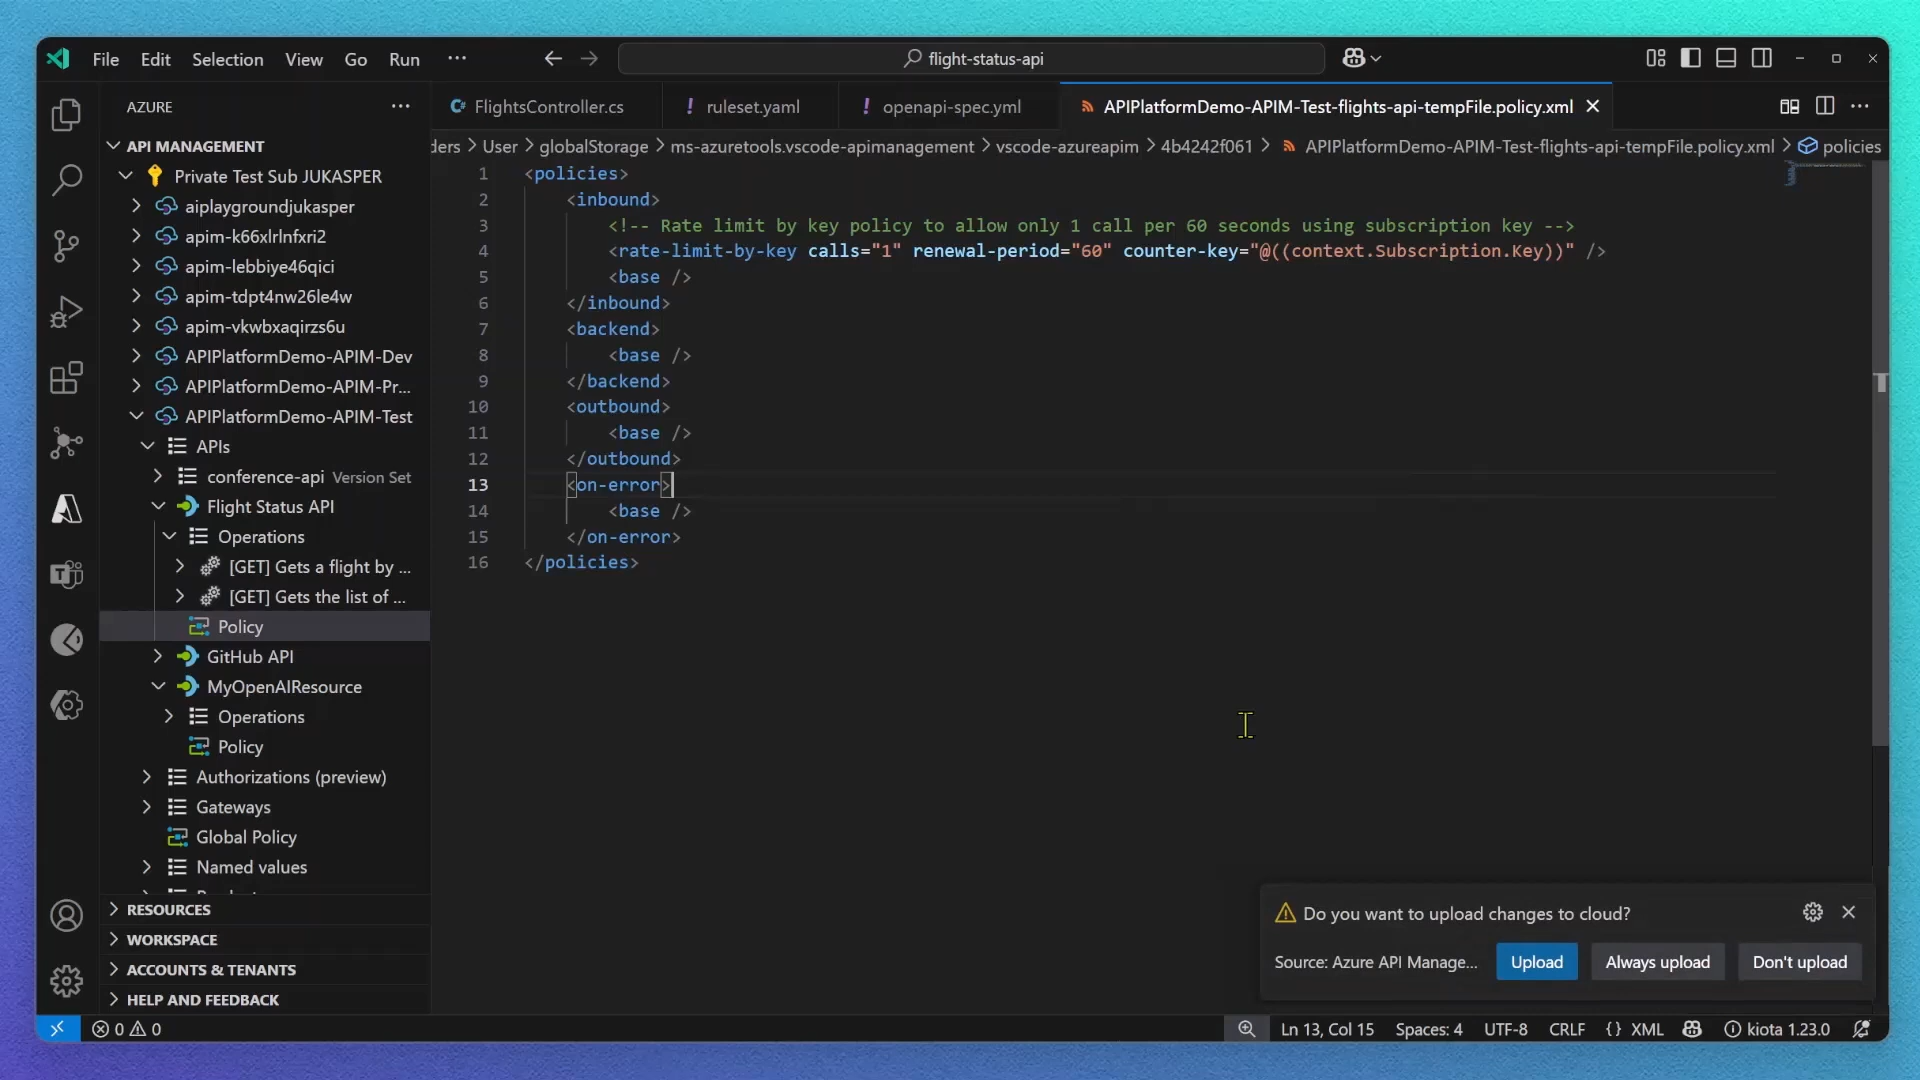 File Edit Selection View Go Run ··· flight-status-api
AZURE ···
FlightsController.cs ! ruleset.yaml ! openapi-spec.yml APIPlatformDemo-APIM-Test-flights-api-tempFile.policy.xml
ders > User > globalStorage > ms-azuretools.vscode-apimanagement > vscode-azureapim > 4b4242f061 > APIPlatformDemo-APIM-Test-flights-api-tempFile.policy.xml > policies
API MANAGEMENT
Private Test Sub JUKASPER
aiplaygroundjukasper
apim-k66xlrlnfxri2
apim-lebbiye46qici
apim-tdpt4nw26le4w
apim-vkwbxaqirzs6u
APIPlatformDemo-APIM-Dev
APIPlatformDemo-APIM-Pr...
APIPlatformDemo-APIM-Test
APIs
conference-api Version Set
Flight Status API
Operations
[GET] Gets a flight by ...
[GET] Gets the list of ...
Policy
GitHub API
MyOpenAIResource
Operations
Policy
Authorizations (preview)
Gateways
Global Policy
Named values
RESOURCES
WORKSPACE
ACCOUNTS & TENANTS
HELP AND FEEDBACK
1 <policies>
2 <inbound>
3 <!-- Rate limit by key policy to allow only 1 call per 60 seconds using subscription key -->
4 <rate-limit-by-key calls="1" renewal-period="60" counter-key="@((context.Subscription.Key))" />
5 <base />
6 </inbound>
7 <backend>
8 <base />
9 </backend>
10 <outbound>
11 <base />
12 </outbound>
13 <on-error>
14 <base />
15 </on-error>
16 </policies>
Do you want to upload changes to cloud?
Source: Azure API Manage... Upload Always upload Don't upload
0 0 Ln 13, Col 15 Spaces: 4 UTF-8 CRLF {} XML kiota 1.23.0